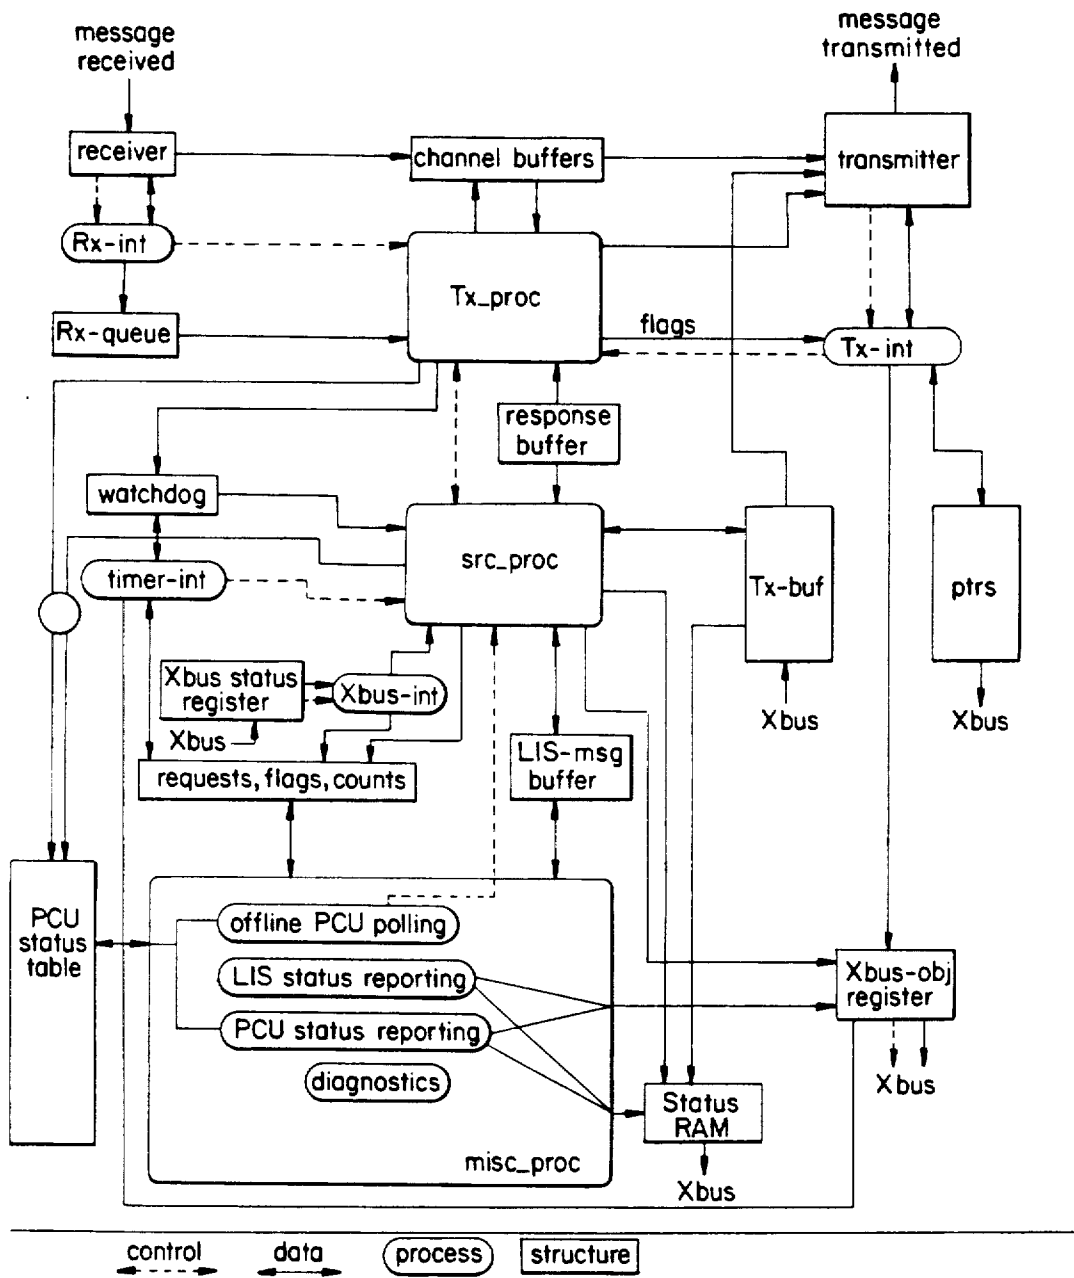 message
received
message
transmitted
receiver
channel buffers
transmitter
Rx-int
Tx_proc
Rx-queue
flags
Tx-int
response
buffer
watchdog
src_proc
timer-int
Tx-buf
ptrs
Xbus status
register
Xbus-int
Xbus
Xbus
Xbus
LIS-msg
buffer
requests, flags, counts
PCU
status
table
offline PCU polling
LIS status reporting
PCU status reporting
diagnostics
misc_proc
Xbus-obj
register
Xbus
Status
RAM
Xbus
control
data
process
structure